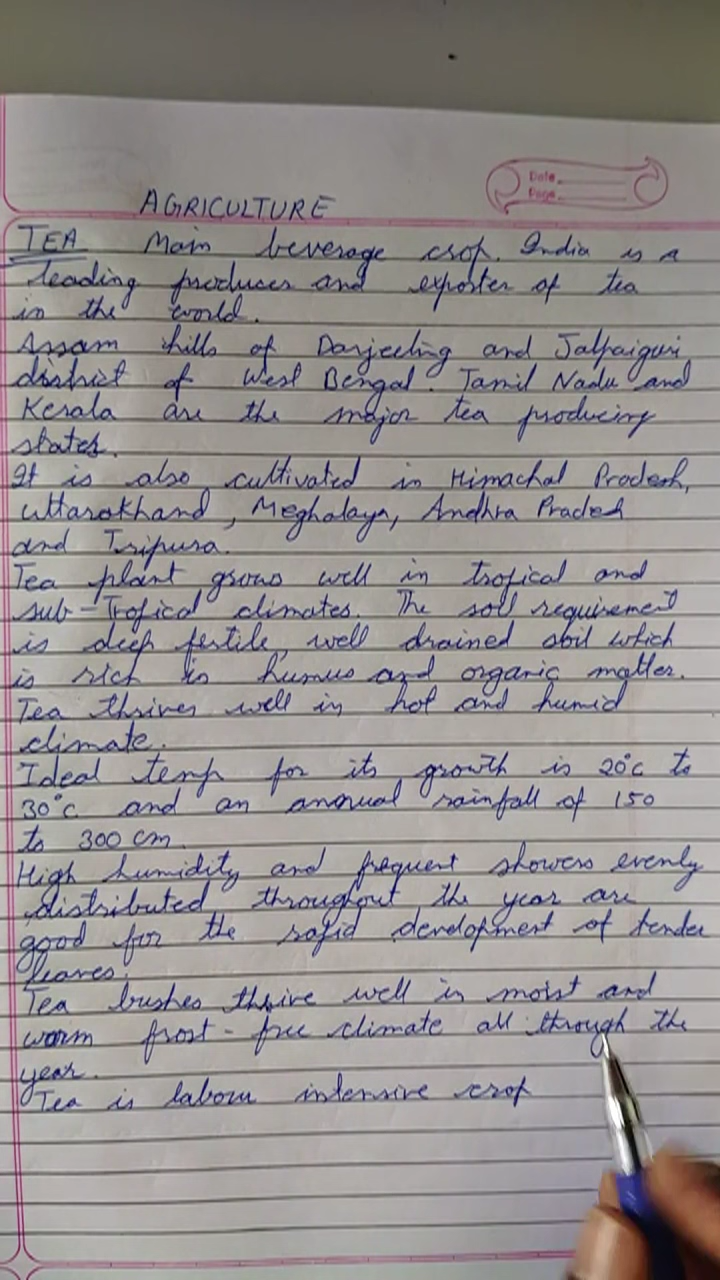 Date
Page
AGRICULTURE
TEA Main beverage crop. India is a
leading producer and exporter of tea
in the world.
Assam hills of Darjeeling and Jalpaiguri
district of West Bengal. Tamil Nadu and
Kerala are the major tea producing
states.
It is also cultivated in Himachal Pradesh,
Uttarakhand, Meghalaya, Andhra Pradesh
and Tripura.
Tea plant grows well in tropical and
sub-Tropical climates. The soil requirement
is deep fertile, well drained soil which
is rich in humus and organic matter.
Tea thrives well in hot and humid
climate.
Ideal temp for its growth is 20°c to
30°c and an annual rainfall of 150
to 300 cm.
High humidity and frequent showers evenly
distributed throughout the year are
good for the rapid development of tender
leaves.
Tea bushes thrive well in moist and
warm frost-free climate all through the
year.
Tea is labour intensive crop